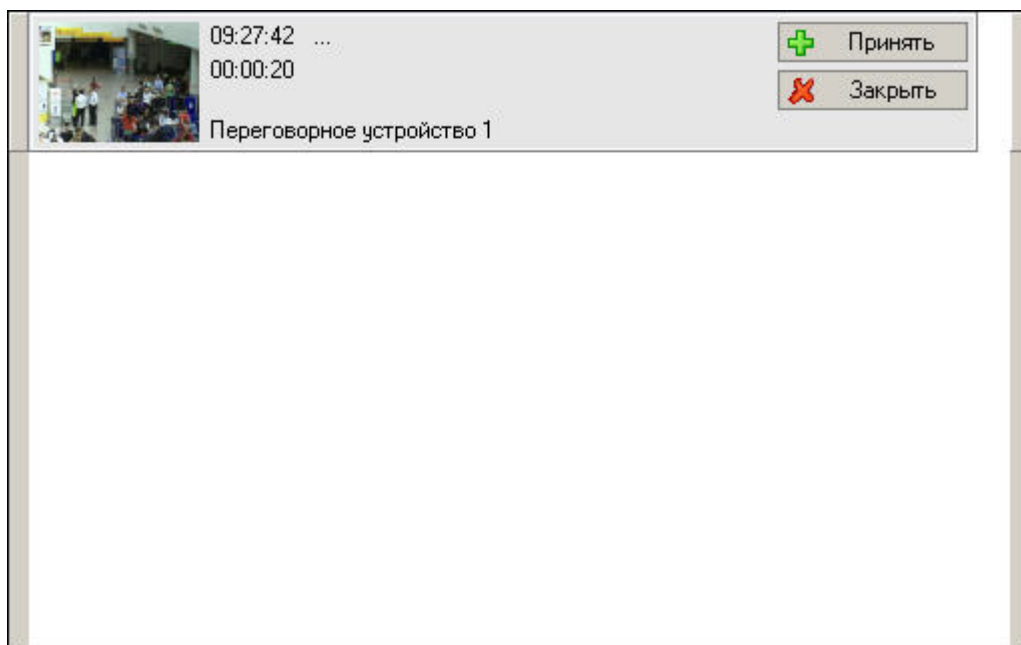 09:27:42 ...
00:00:20
Переговорное устройство 1
Принять
Закрыть